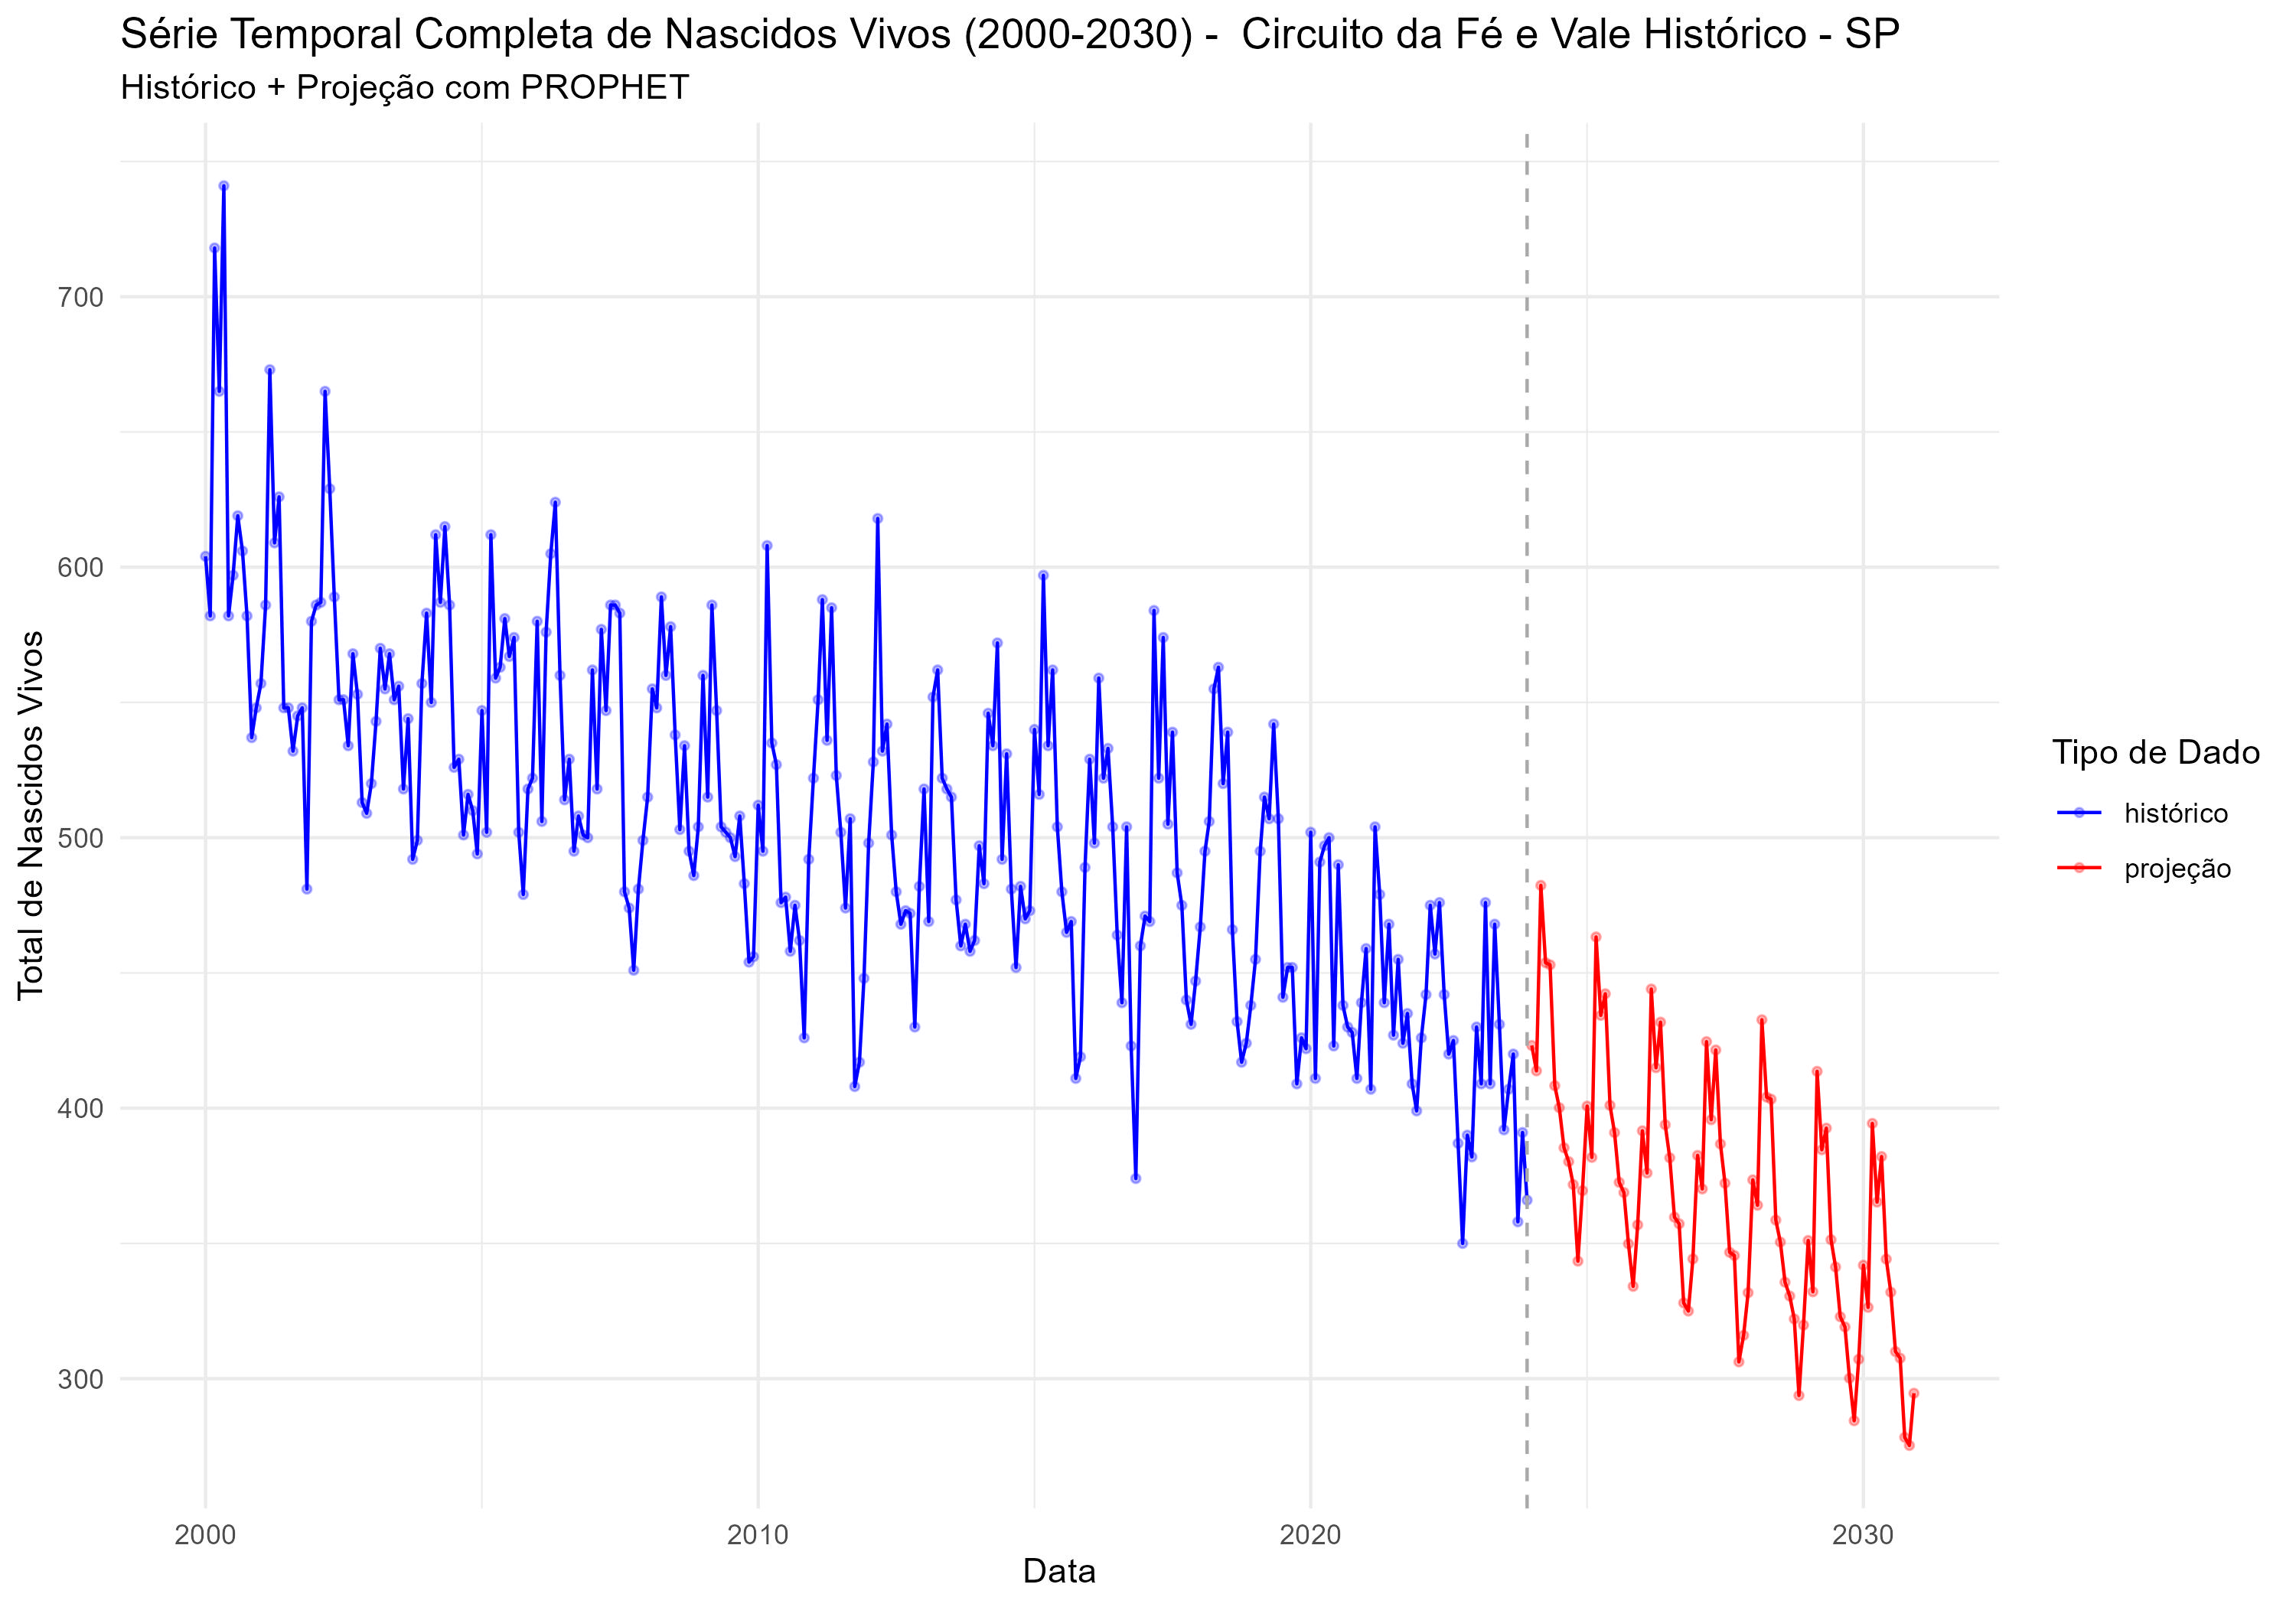 Série Temporal Completa de Nascidos Vivos (2000-2030) -  Circuito da Fé e Vale Histórico - SP
Histórico + Projeção com PROPHET
Total de Nascidos Vivos
700
600
500
400
300
2000
2010
2020
2030
Data
Tipo de Dado
histórico
projeção